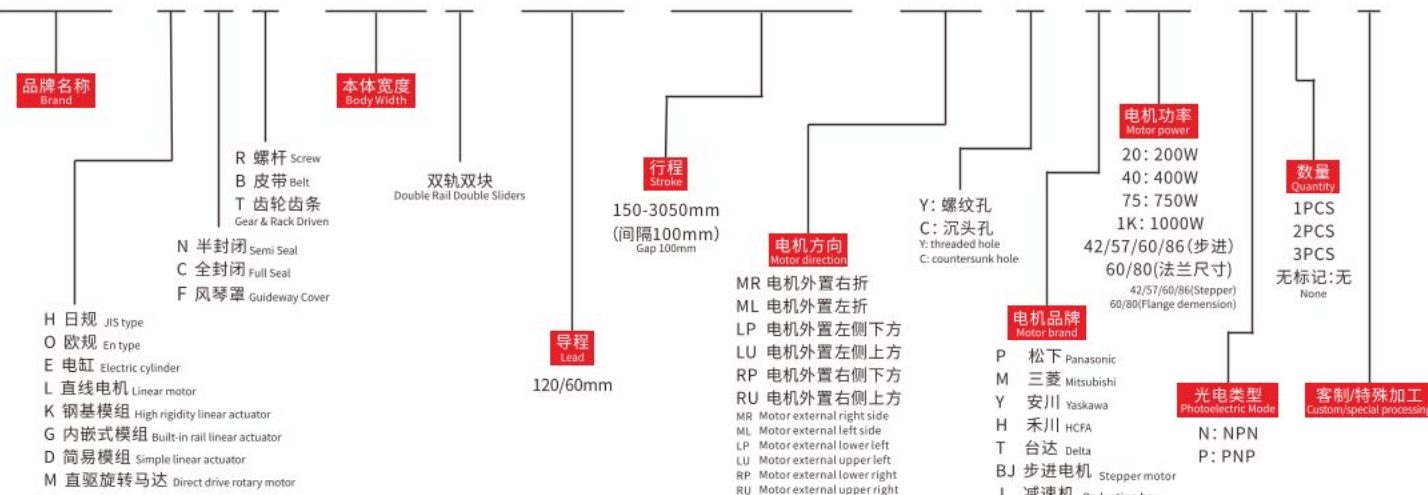 品牌名称
Brand
H 日规 JIS type
O 欧规 En type
E 电缸 Electric cylinder
L 直线电机 Linear motor
K 钢基模组 High rigidity linear actuator
G 内嵌式模组 Built-in rail linear actuator
D 简易模组 Simple linear actuator
M 直驱旋转马达 Direct drive rotary motor
N 半封闭 Semi Seal
C 全封闭 Full Seal
F 风琴罩 Guideway Cover
R 螺杆 Screw
B 皮带 Belt
T 齿轮齿条
Gear & Rack Driven
本体宽度
Body Width
双轨双块
Double Rail Double Sliders
导程
Lead
120/60mm
行程
Stroke
150-3050mm
(间隔100mm)
Gap 100mm
电机方向
Motor direction
MR 电机外置右折
ML 电机外置左折
LP 电机外置左侧下方
LU 电机外置左侧上方
RP 电机外置右侧下方
RU 电机外置右侧上方
MR Motor external right side
ML Motor external left side
LP Motor external lower left
LU Motor external upper left
RP Motor external lower right
RU Motor external upper right
Y: 螺纹孔
C: 沉头孔
Y: threaded hole
C: countersunk hole
电机品牌
Motor brand
P 松下 Panasonic
M 三菱 Mitsubishi
Y 安川 Yaskawa
H 禾川 HCFA
T 台达 Delta
BJ 步进电机 Stepper motor
电机功率
Motor power
20: 200W
40: 400W
75: 750W
1K: 1000W
42/57/60/86(步进)
60/80(法兰尺寸)
42/57/60/86(Stepper)
60/80(Flange demension)
光电类型
Photoelectric Mode
N: NPN
P: PNP
数量
Quantity
1PCS
2PCS
3PCS
无标记:无
None
客制/特殊加工
Custom/special processing